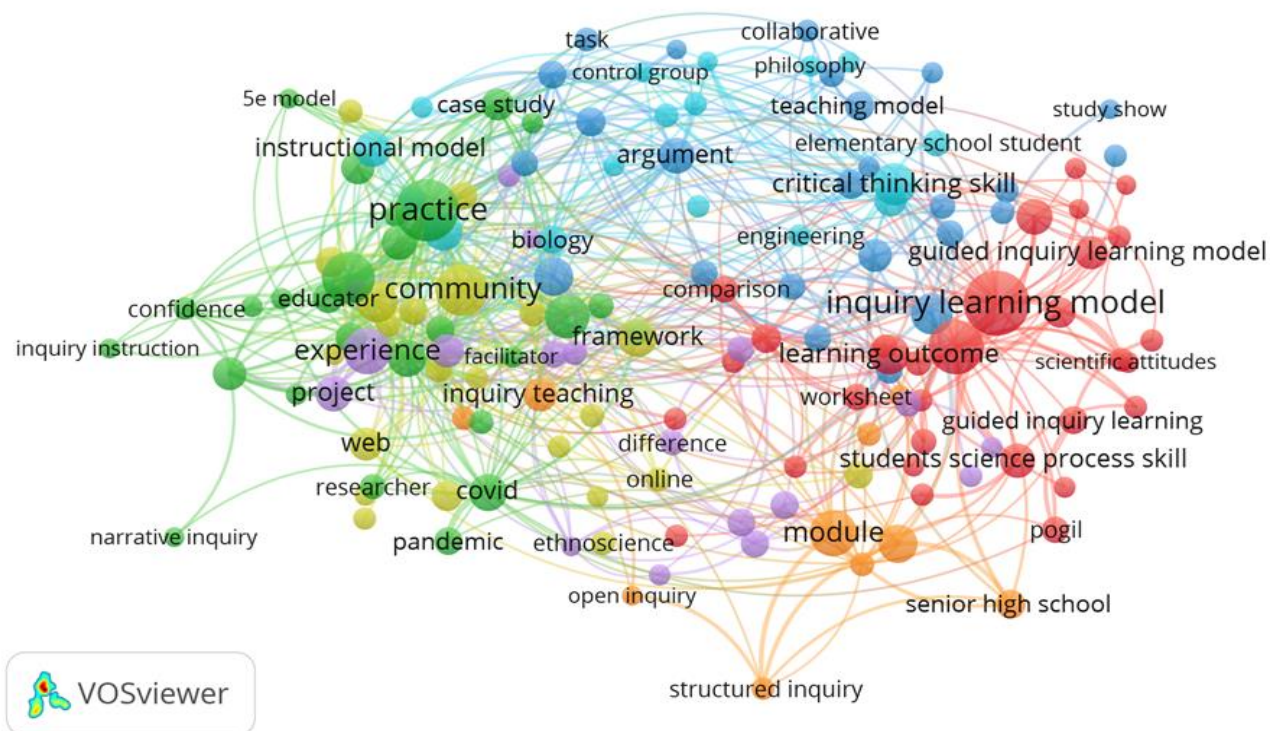 collaborative
task
control group
philosophy
5e model
case study
teaching model
study show
instructional model
argument
elementary school student
critical thinking skill
practice
biology
engineering
guided inquiry learning model
community
comparison
inquiry learning model
confidence
educator
inquiry instruction
experience
facilitator
framework
learning outcome
scientific attitudes
project
inquiry teaching
worksheet
guided inquiry learning
web
difference
students science process skill
researcher
covid
online
narrative inquiry
pandemic
ethnoscience
module
pogil
open inquiry
senior high school
structured inquiry
VOSviewer